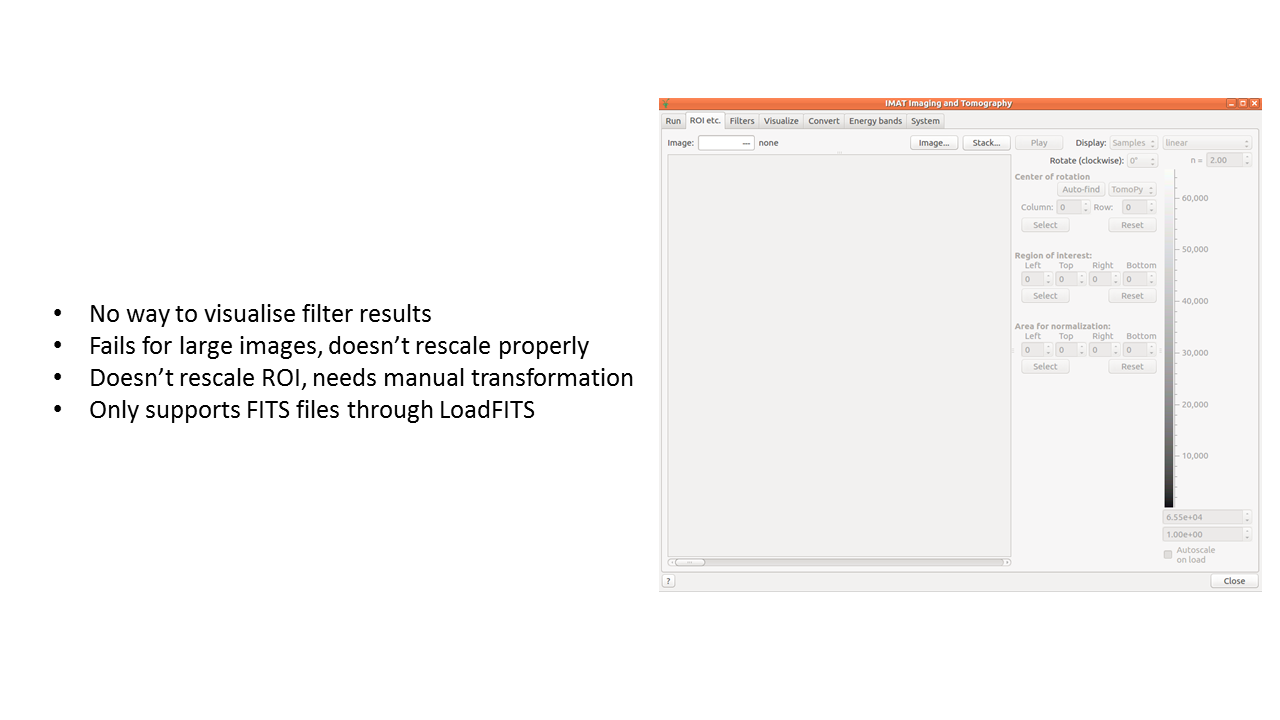 • No way to visualise filter results
• Fails for large images, doesn’t rescale properly
• Doesn’t rescale ROI, needs manual transformation
• Only supports FITS files through LoadFITS
IMAT Imaging and Tomography
Run ROI etc. Filters Visualize Convert Energy bands System
Image: --- none Image... Stack... Play Display: Samples linear
Rotate (clockwise): 0° n = 2.00
Center of rotation
Auto-find TomoPy
Column: 0 Row: 0
Select Reset
Region of interest:
Left Top Right Bottom
0 0 0 0
Select Reset
Area for normalization:
Left Top Right Bottom
0 0 0 0
Select Reset
60,000
50,000
40,000
30,000
20,000
10,000
6.55e+04
1.00e+00
Autoscale
on load
? Close